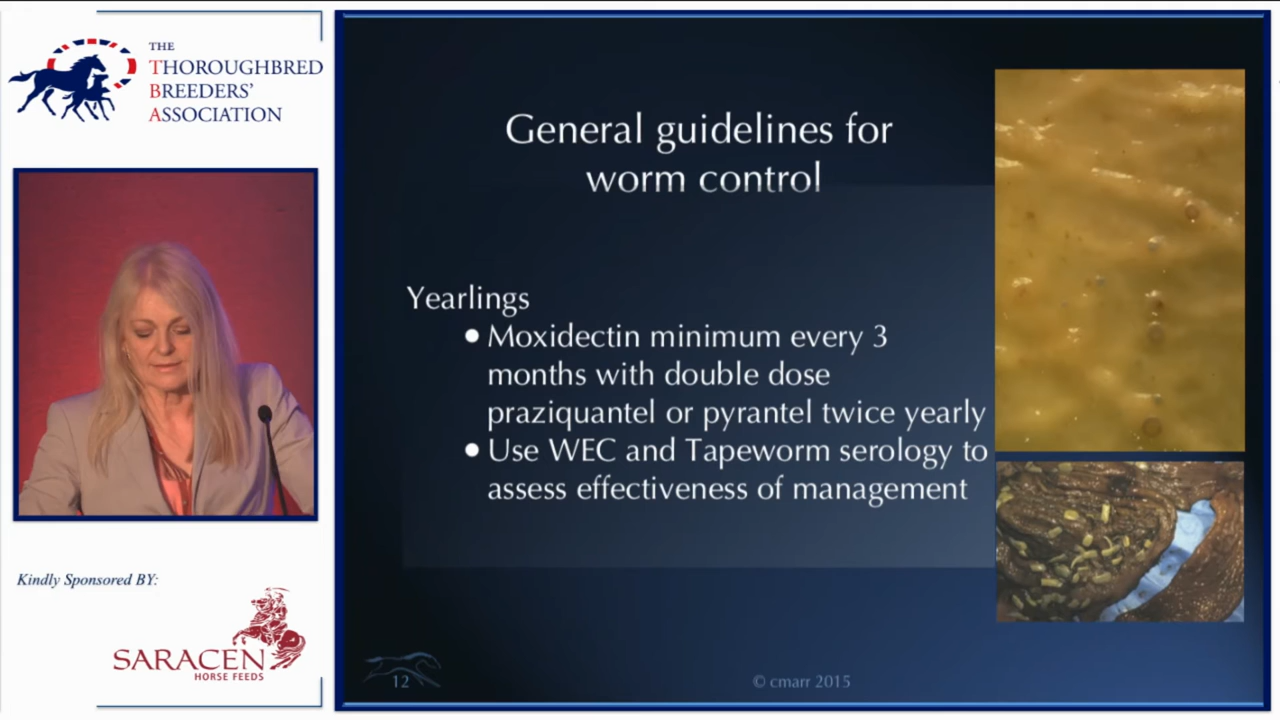 THE
THOROUGHBRED
BREEDERS'
ASSOCIATION
Kindly Sponsored BY:
SARACEN
HORSE FEEDS
General guidelines for
worm control
Yearlings
● Moxidectin minimum every 3
months with double dose
praziquantel or pyrantel twice yearly
● Use WEC and Tapeworm serology to
assess effectiveness of management
12
© cmarr 2015